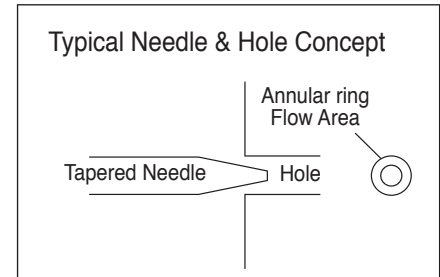 Typical Needle & Hole Concept
Annular ring
Flow Area
Tapered Needle
Hole